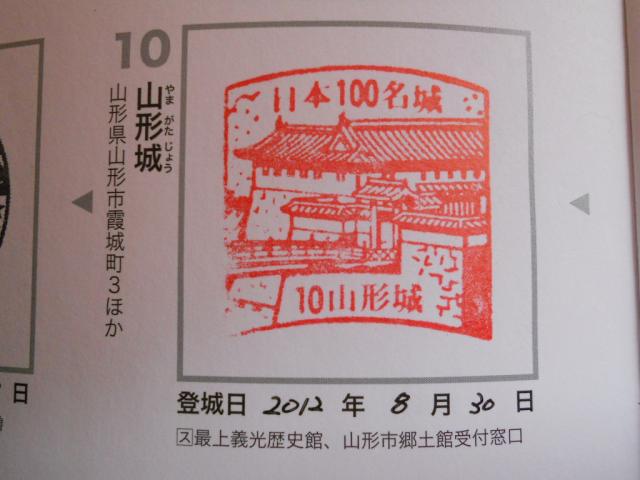 10
山形城
やま がた じょう
山形県山形市霞城町3ほか
日本100名城
10山形城
登城日 2012 年 8 月 30 日
ス最上義光歴史館、山形市郷土館受付窓口
日